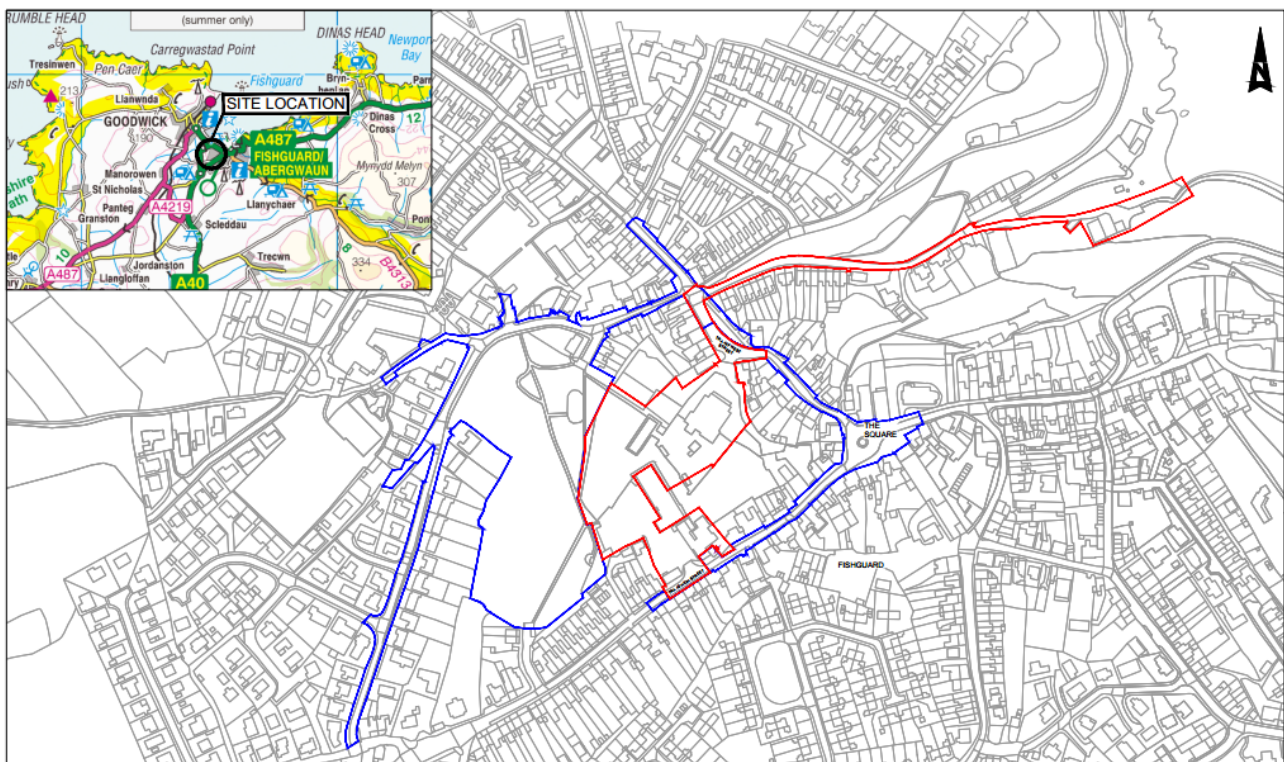 RUMBLE HEAD
(summer only)
Carregwastad Point
DINAS HEAD
Newport
Bay
Tresinwen
Pen Caer
Fishguard
213
Llanwnda
SITE LOCATION
GOODWICK
190
Dinas
Cross
12
A487
FISHGUARD/
ABERGWAUN
Manorowen
Mynydd Melyn
307
St Nicholas
Llanychaer
Panteg
A4219
Granston
Scleddau
Trecwn
10
8
334
B4313
Jordanston
A487
Llangloffan
A40
THE
SQUARE
FISHGUARD